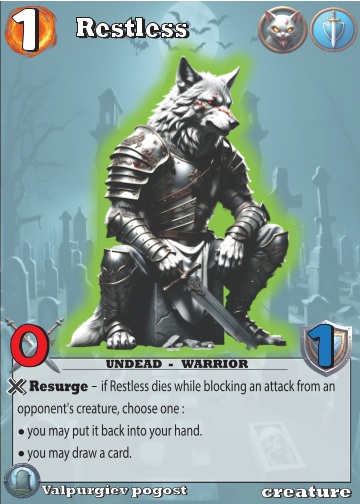 1 Restless
0 1
UNDEAD - WARRIOR
Resurge – if Restless dies while blocking an attack from an
opponent's creature, choose one :
• you may put it back into your hand.
• you may draw a card.
Valpurgiev pogost creature